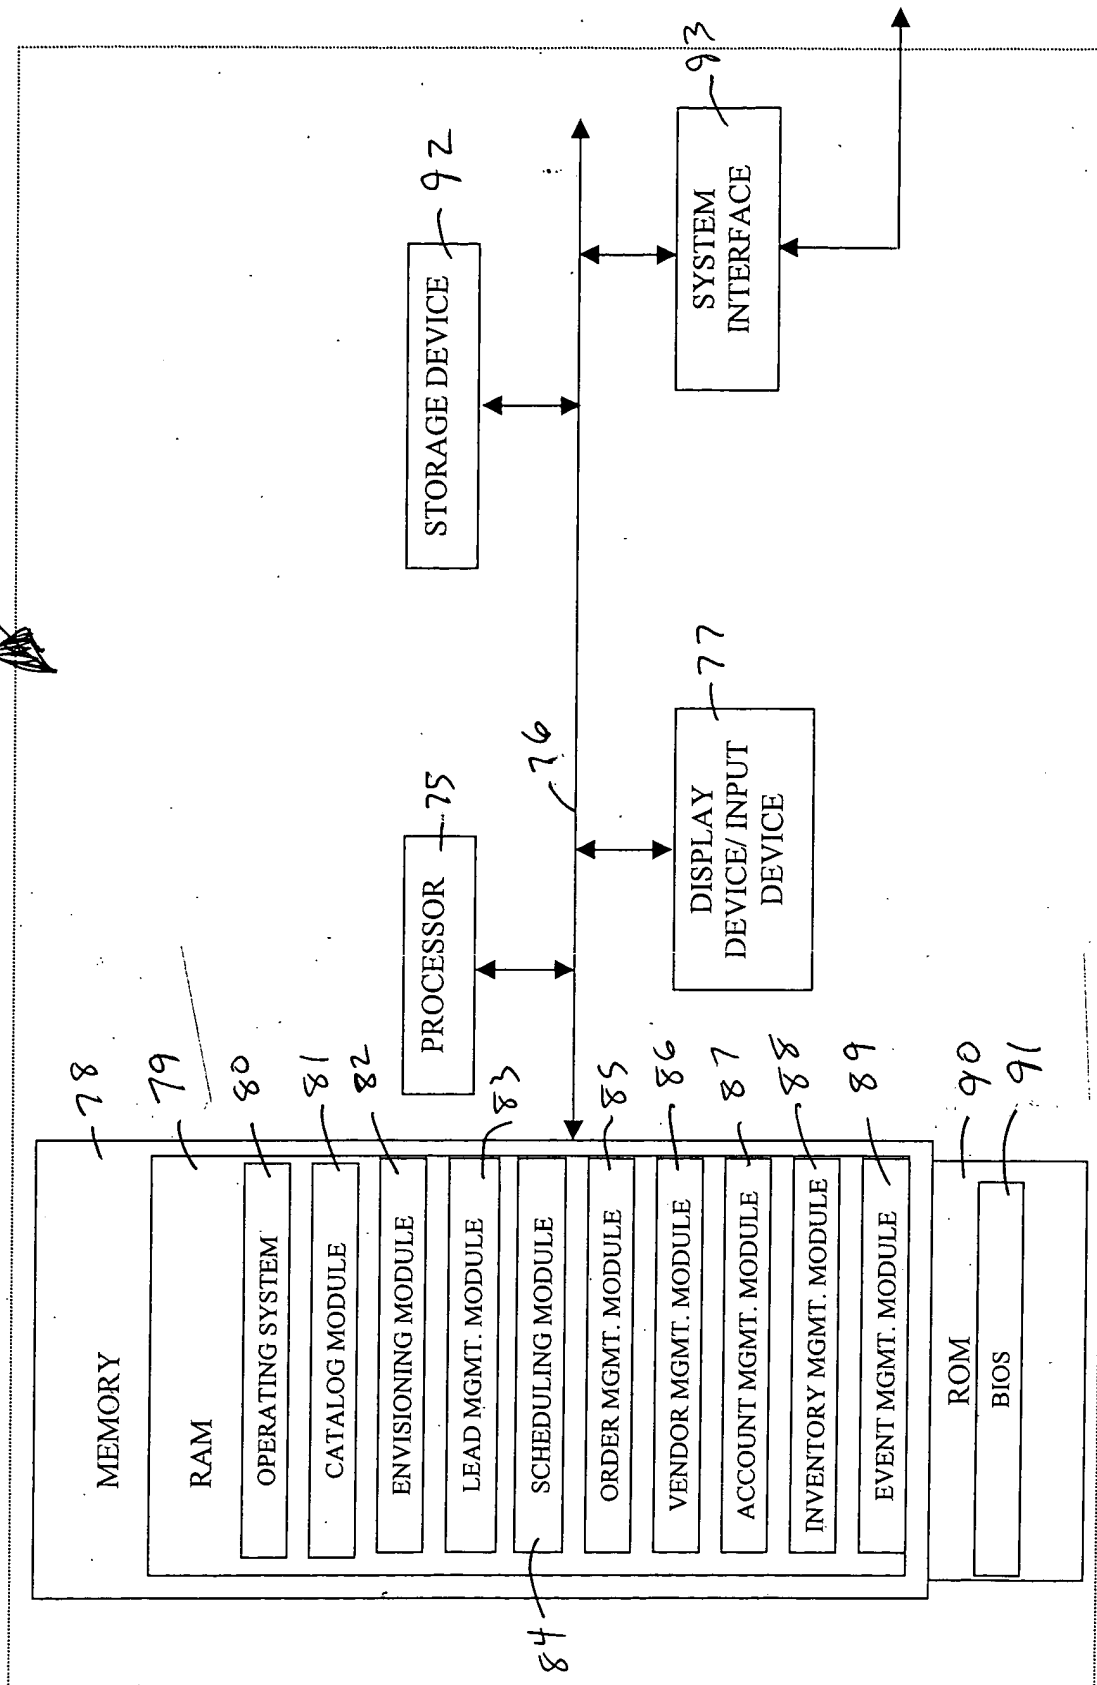 MEMORY
78
RAM
79
OPERATING SYSTEM
80
CATALOG MODULE
81
ENVISIONING MODULE
82
LEAD MGMT. MODULE
83
SCHEDULING MODULE
84
ORDER MGMT. MODULE
85
VENDOR MGMT. MODULE
86
ACCOUNT MGMT. MODULE
87
INVENTORY MGMT. MODULE
88
EVENT MGMT. MODULE
89
ROM
90
BIOS
91
PROCESSOR
75
76
DISPLAY
DEVICE/ INPUT
DEVICE
77
STORAGE DEVICE
92
SYSTEM
INTERFACE
93